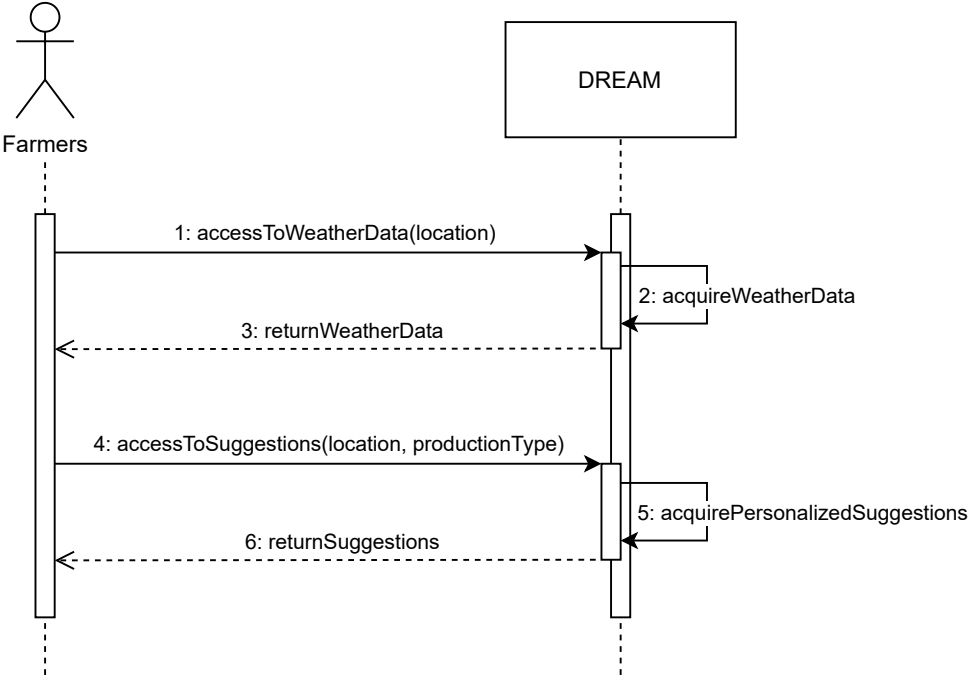 Farmers
DREAM
1: accessToWeatherData(location)
2: acquireWeatherData
3: returnWeatherData
4: accessToSuggestions(location, productionType)
5: acquirePersonalizedSuggestions
6: returnSuggestions